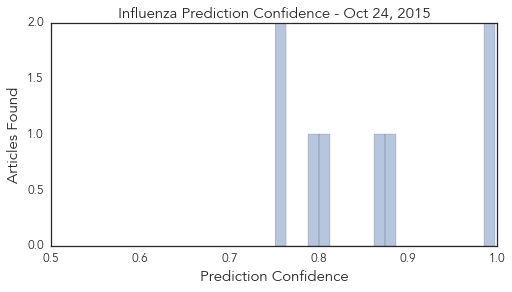 Influenza Prediction Confidence - Oct 24, 2015
2.0
1.5
1.0
0.5
0.0
Articles Found
0.5 0.6 0.7 0.8 0.9 1.0
Prediction Confidence